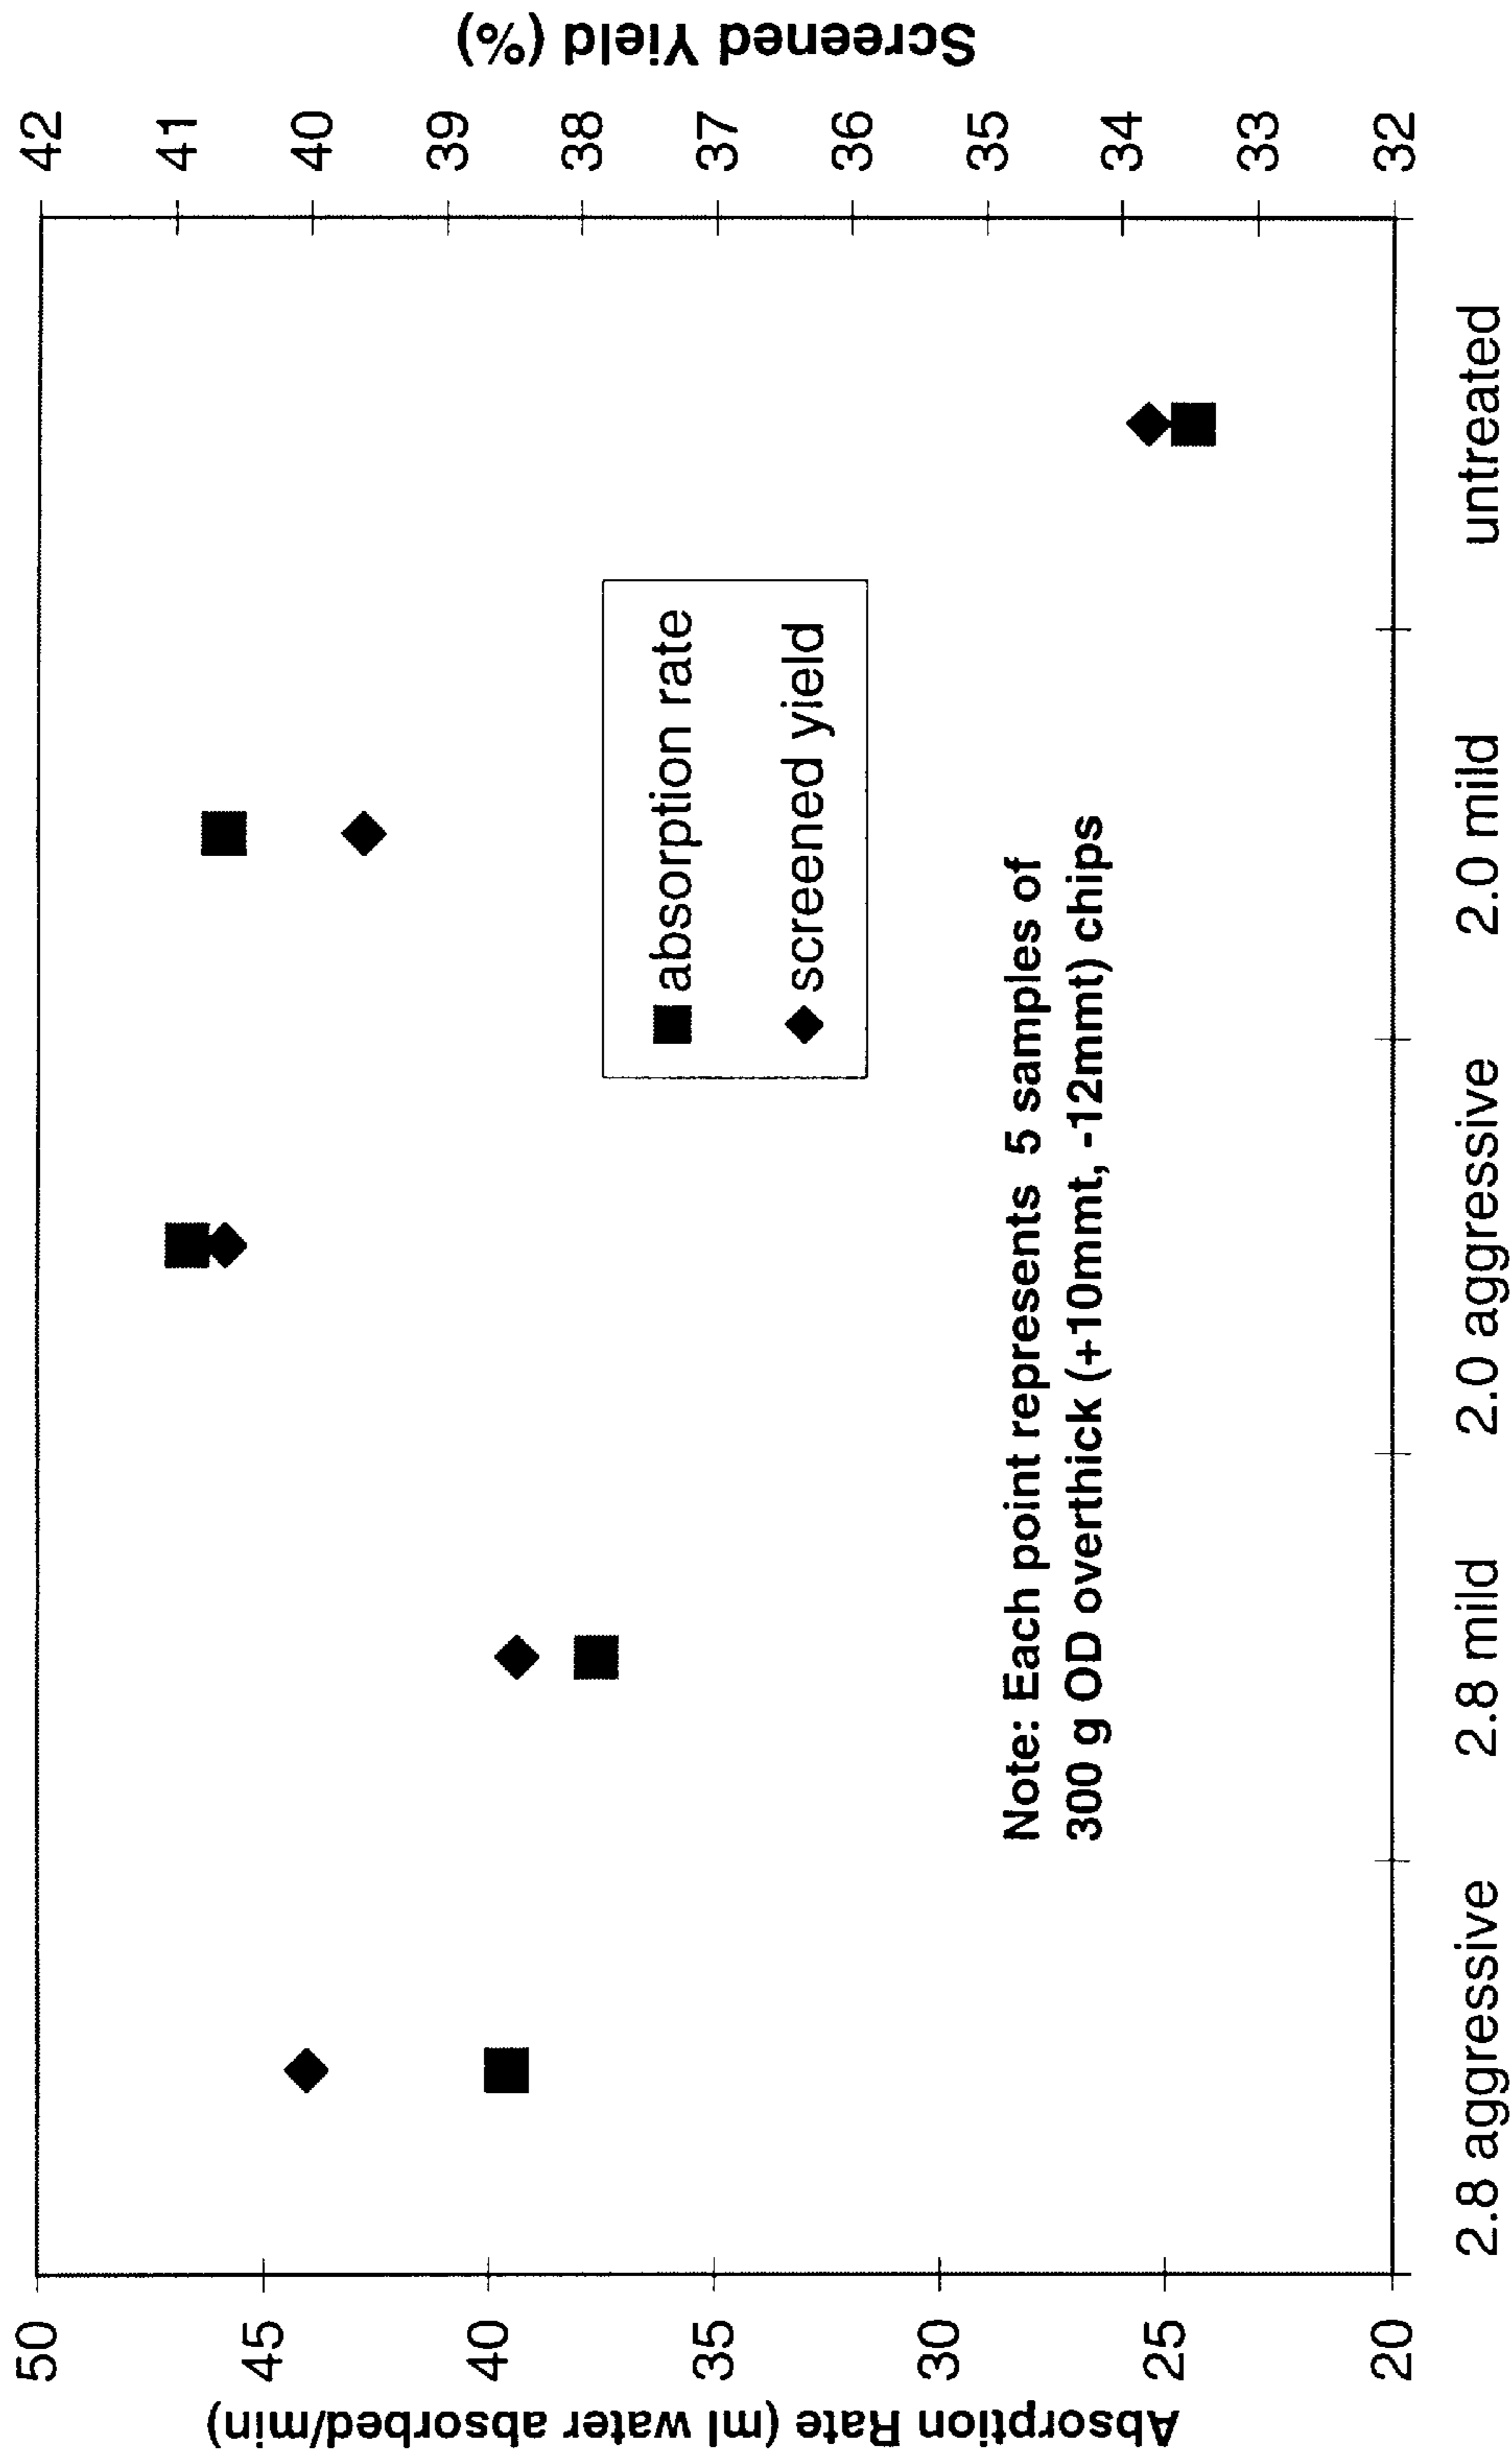 Absorption Rate (ml water absorbed/min)
50
45
40
35
30
25
20
absorption rate
screened yield
Note: Each point represents 5 samples of
300 g OD overthick (+10mmt, -12mmt) chips
2.8 aggressive
2.8 mild
2.0 aggressive
2.0 mild
untreated
42
41
40
39
38
37
36
35
34
33
32
Screened Yield (%)